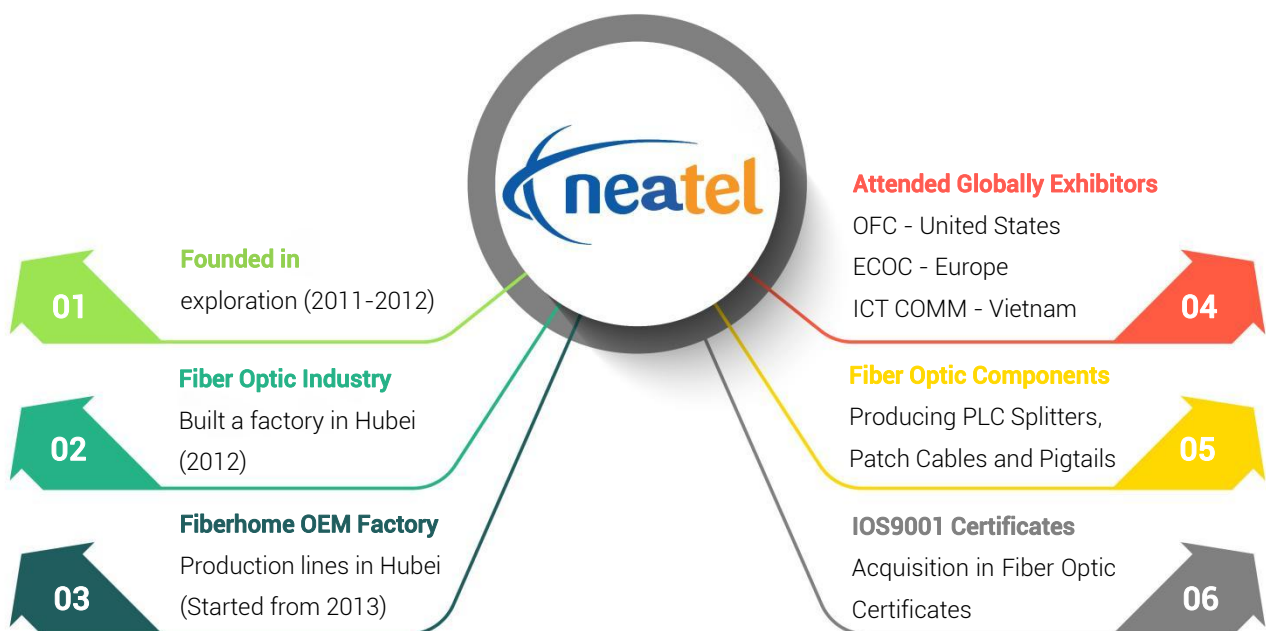 neatel
01
Founded in
exploration (2011-2012)
02
Fiber Optic Industry
Built a factory in Hubei
(2012)
03
Fiberhome OEM Factory
Production lines in Hubei
(Started from 2013)
Attended Globally Exhibitors
OFC - United States
ECOC - Europe
ICT COMM - Vietnam
04
Fiber Optic Components
Producing PLC Splitters,
Patch Cables and Pigtails
05
IOS9001 Certificates
Acquisition in Fiber Optic
Certificates
06